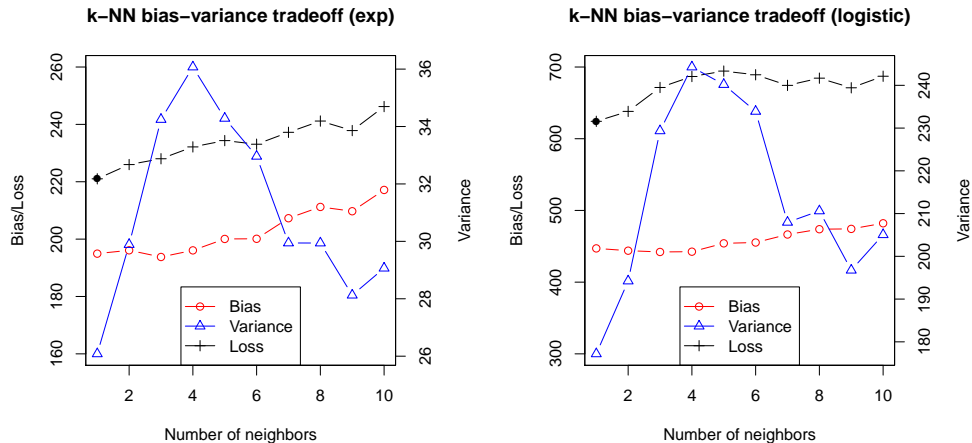 k−NN bias−variance tradeoff (exp)
260
240
220
200
180
160
Bias/Loss
36
34
32
30
28
26
Variance
Bias
Variance
Loss
2 4 6 8 10
Number of neighbors
k−NN bias−variance tradeoff (logistic)
700
600
500
400
300
Bias/Loss
240
230
220
210
200
190
180
Variance
Bias
Variance
Loss
2 4 6 8 10
Number of neighbors